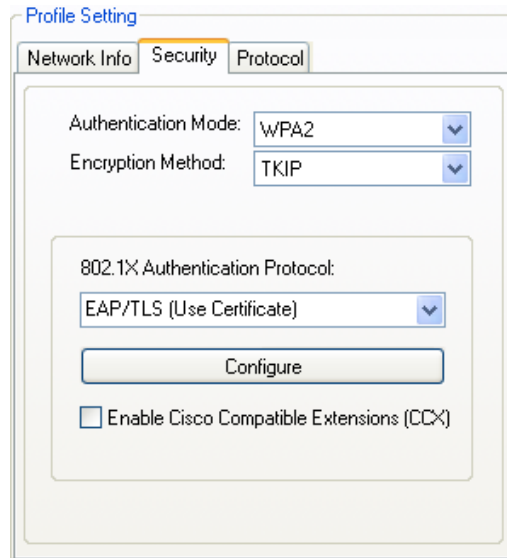 Profile Setting
Network Info Security Protocol
Authentication Mode: WPA2
Encryption Method: TKIP
802.1X Authentication Protocol:
EAP/TLS (Use Certificate)
Configure
Enable Cisco Compatible Extensions (CCX)